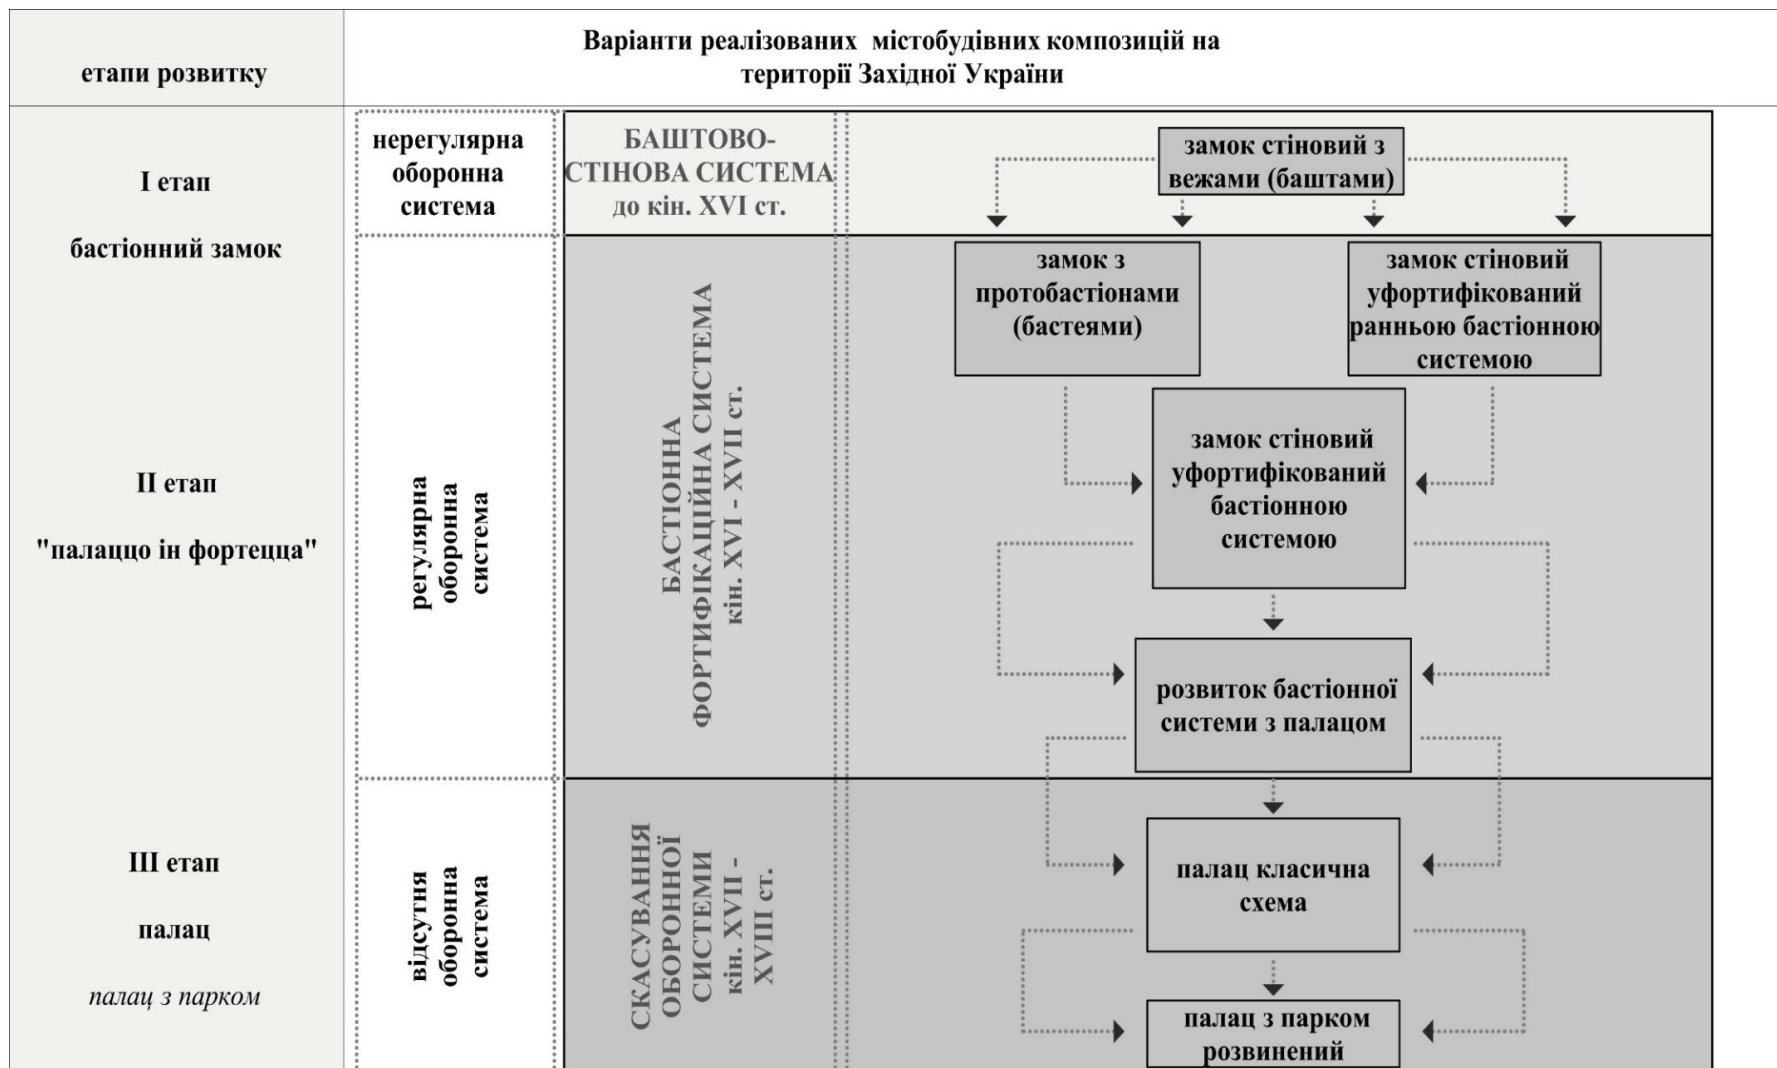 етапи розвитку
Варіанти реалізованих містобудівних композицій на
території Західної України
І етап
бастіонний замок
ІІ етап
"палаццо ін фортецца"
ІІІ етап
палац
палац з парком
нерегулярна
оборонна
система
регулярна
оборонна
система
відсутня
оборонна
система
БАШТОВО-
СТІНОВА СИСТЕМА
до кін. XVI ст.
БАСТІОННА
ФОРТИФІКАЦІЙНА СИСТЕМА
кін. XVI - XVII ст.
СКАСУВАННЯ
ОБОРОННОЇ
СИСТЕМИ
кін. XVII -
XVIII ст.
замок стіновий з
вежами (баштами)
замок з
протобастіонами
(бастеями)
замок стіновий
уфортифікований
ранньою бастіонною
системою
замок стіновий
уфортифікований
бастіонною
системою
розвиток бастіонної
системи з палацом
палац класична
схема
палац з парком
розвинений